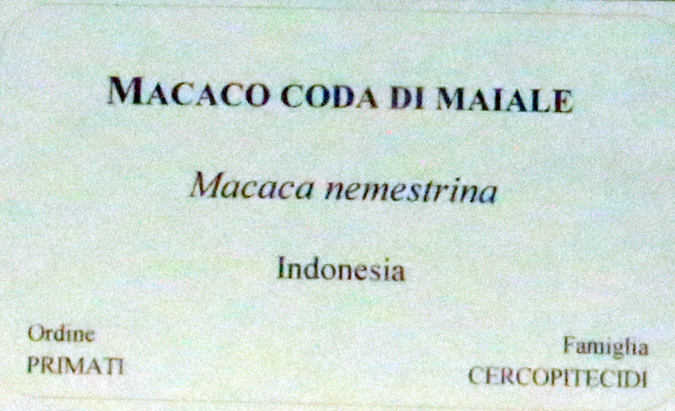 MACACO CODA DI MAIALE
Macaca nemestrina
Indonesia
Ordine
PRIMATI
Famiglia
CERCOPITECIDI